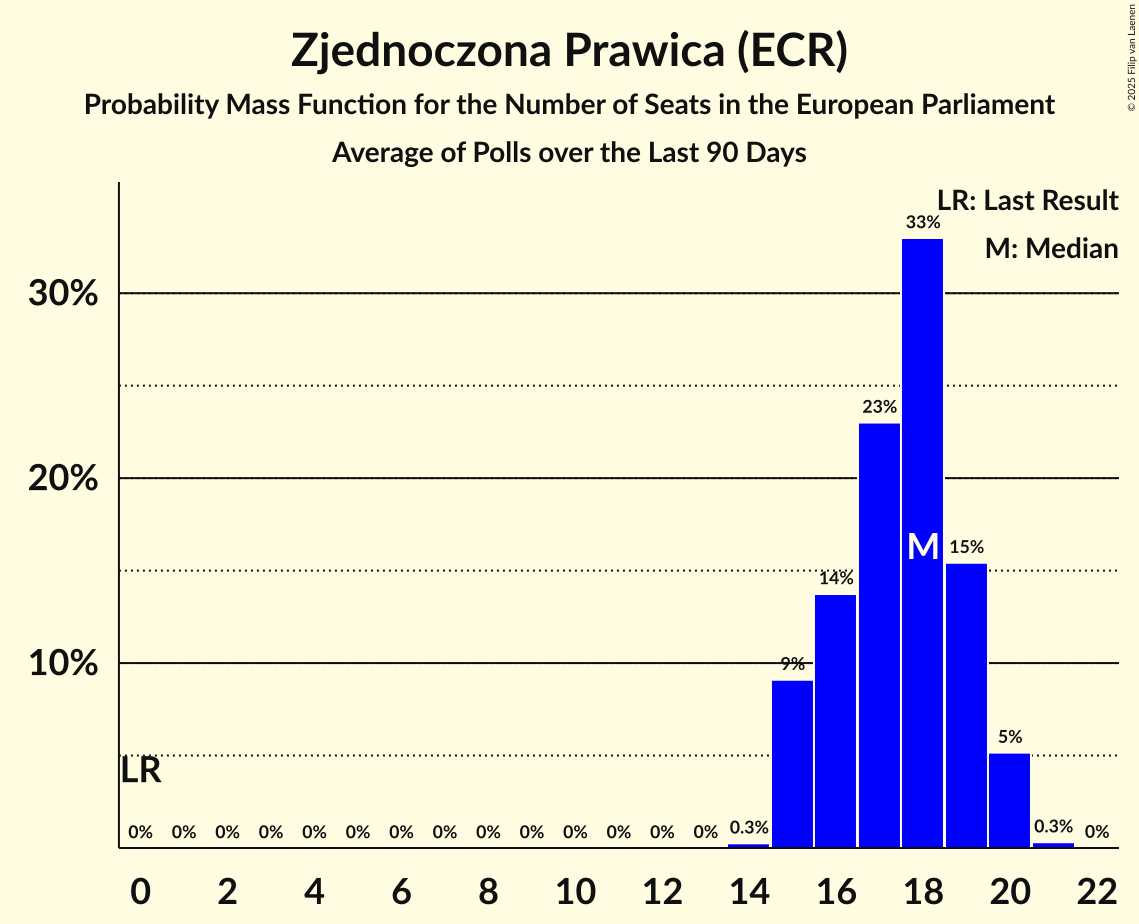 Zjednoczona Prawica (ECR)
Probability Mass Function for the Number of Seats in the European Parliament
Average of Polls over the Last 90 Days
© 2025 Filip van Laenen
LR: Last Result
M: Median
30%
20%
10%
33%
23%
M
15%
14%
9%
5%
LR
0% 0% 0% 0% 0% 0% 0% 0% 0% 0% 0% 0% 0% 0% 0.3% 0.3% 0%
0 2 4 6 8 10 12 14 16 18 20 22